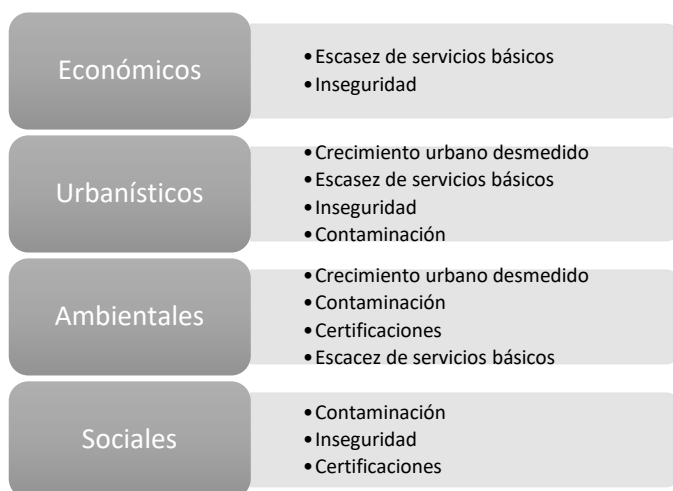 Económicos
•Escasez de servicios básicos
•Inseguridad
Urbanísticos
•Crecimiento urbano desmedido
•Escasez de servicios básicos
•Inseguridad
•Contaminación
Ambientales
•Crecimiento urbano desmedido
•Contaminación
•Certificaciones
•Escacez de servicios básicos
Sociales
•Contaminación
•Inseguridad
•Certificaciones